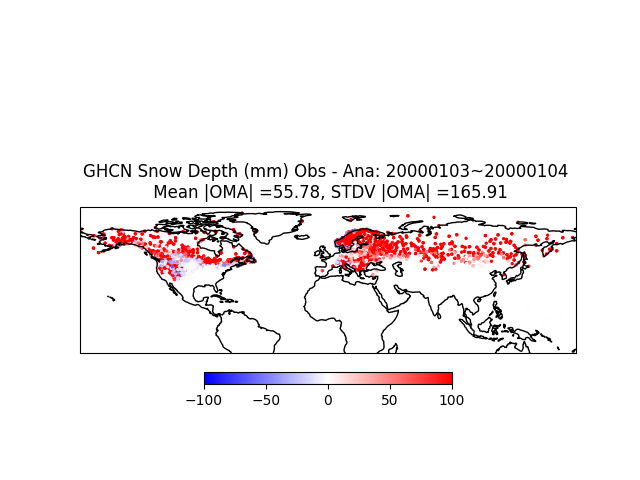 GHCN Snow Depth (mm) Obs - Ana: 20000103~20000104
Mean |OMA| =55.78, STDV |OMA| =165.91
−100 −50 0 50 100